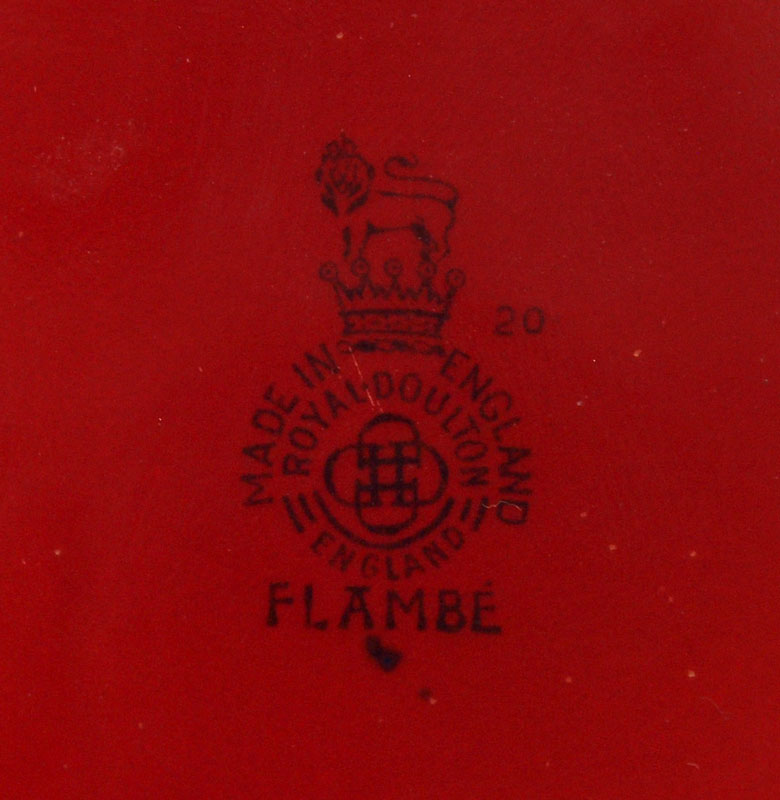 20
MADE IN ENGLAND
ROYAL DOULTON
ENGLAND
FLAMBÉ